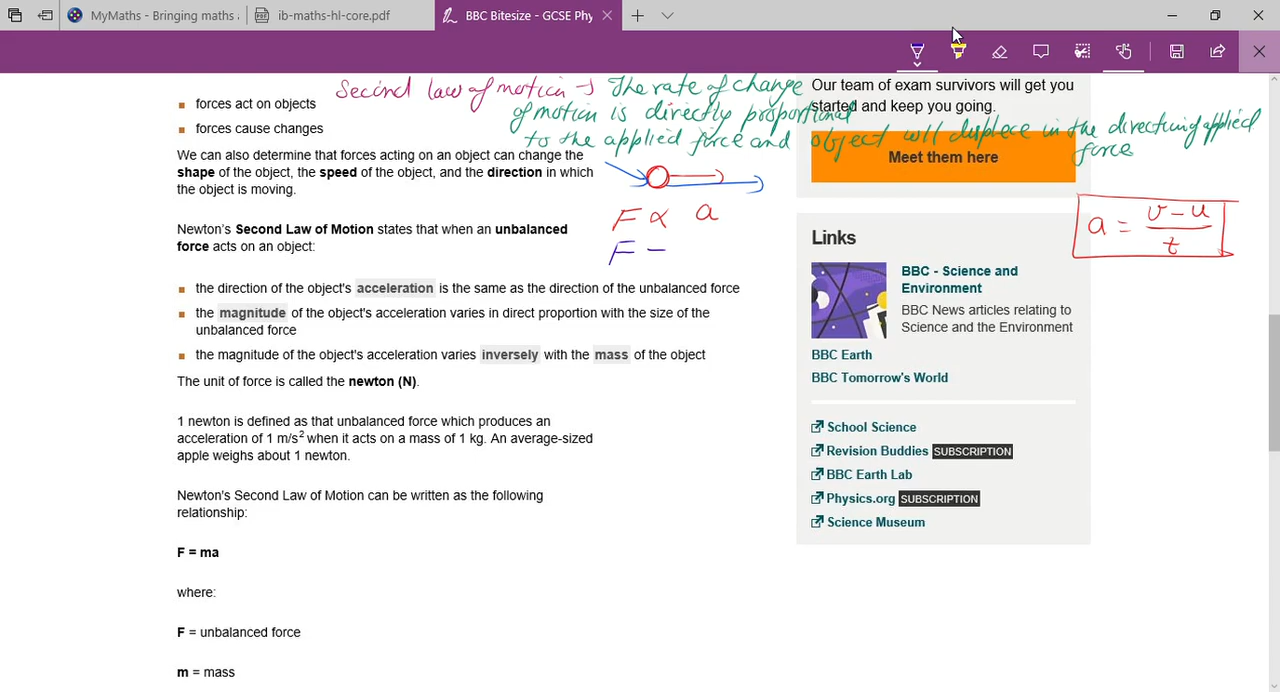 MyMaths - Bringing maths a
ib-maths-hl-core.pdf
BBC Bitesize - GCSE Phy
Second law of motion → The rate of change
of motion is directly proportional
to the applied force and object will displece in the directining applied
force
F ∝ a
F =
a = v - u / t
forces act on objects
forces cause changes
We can also determine that forces acting on an object can change the
shape of the object, the speed of the object, and the direction in which
the object is moving.
Newton's Second Law of Motion states that when an unbalanced
force acts on an object:
the direction of the object's acceleration is the same as the direction of the unbalanced force
the magnitude of the object's acceleration varies in direct proportion with the size of the
unbalanced force
the magnitude of the object's acceleration varies inversely with the mass of the object
The unit of force is called the newton (N).
1 newton is defined as that unbalanced force which produces an
acceleration of 1 m/s² when it acts on a mass of 1 kg. An average-sized
apple weighs about 1 newton.
Newton's Second Law of Motion can be written as the following
relationship:
F = ma
where:
F = unbalanced force
m = mass
Our team of exam survivors will get you
started and keep you going.
Meet them here
Links
BBC - Science and
Environment
BBC News articles relating to
Science and the Environment
BBC Earth
BBC Tomorrow's World
School Science
Revision Buddies SUBSCRIPTION
BBC Earth Lab
Physics.org SUBSCRIPTION
Science Museum